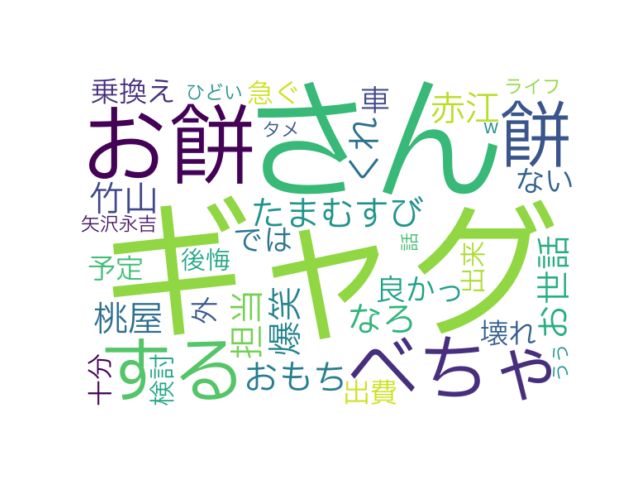 乗換え ひどい 急ぐ 車 ライフ
お餅 さん 赤江 w 餅
タメ くれ ない
竹山 たまむすび
矢沢永吉 では
ギャグ
予定 後悔 話 出来 お世話
桃屋 外 担当 爆笑 なろ 良かっ 壊れ
する べちゃ うぅ
十分 検討 おもち 出費